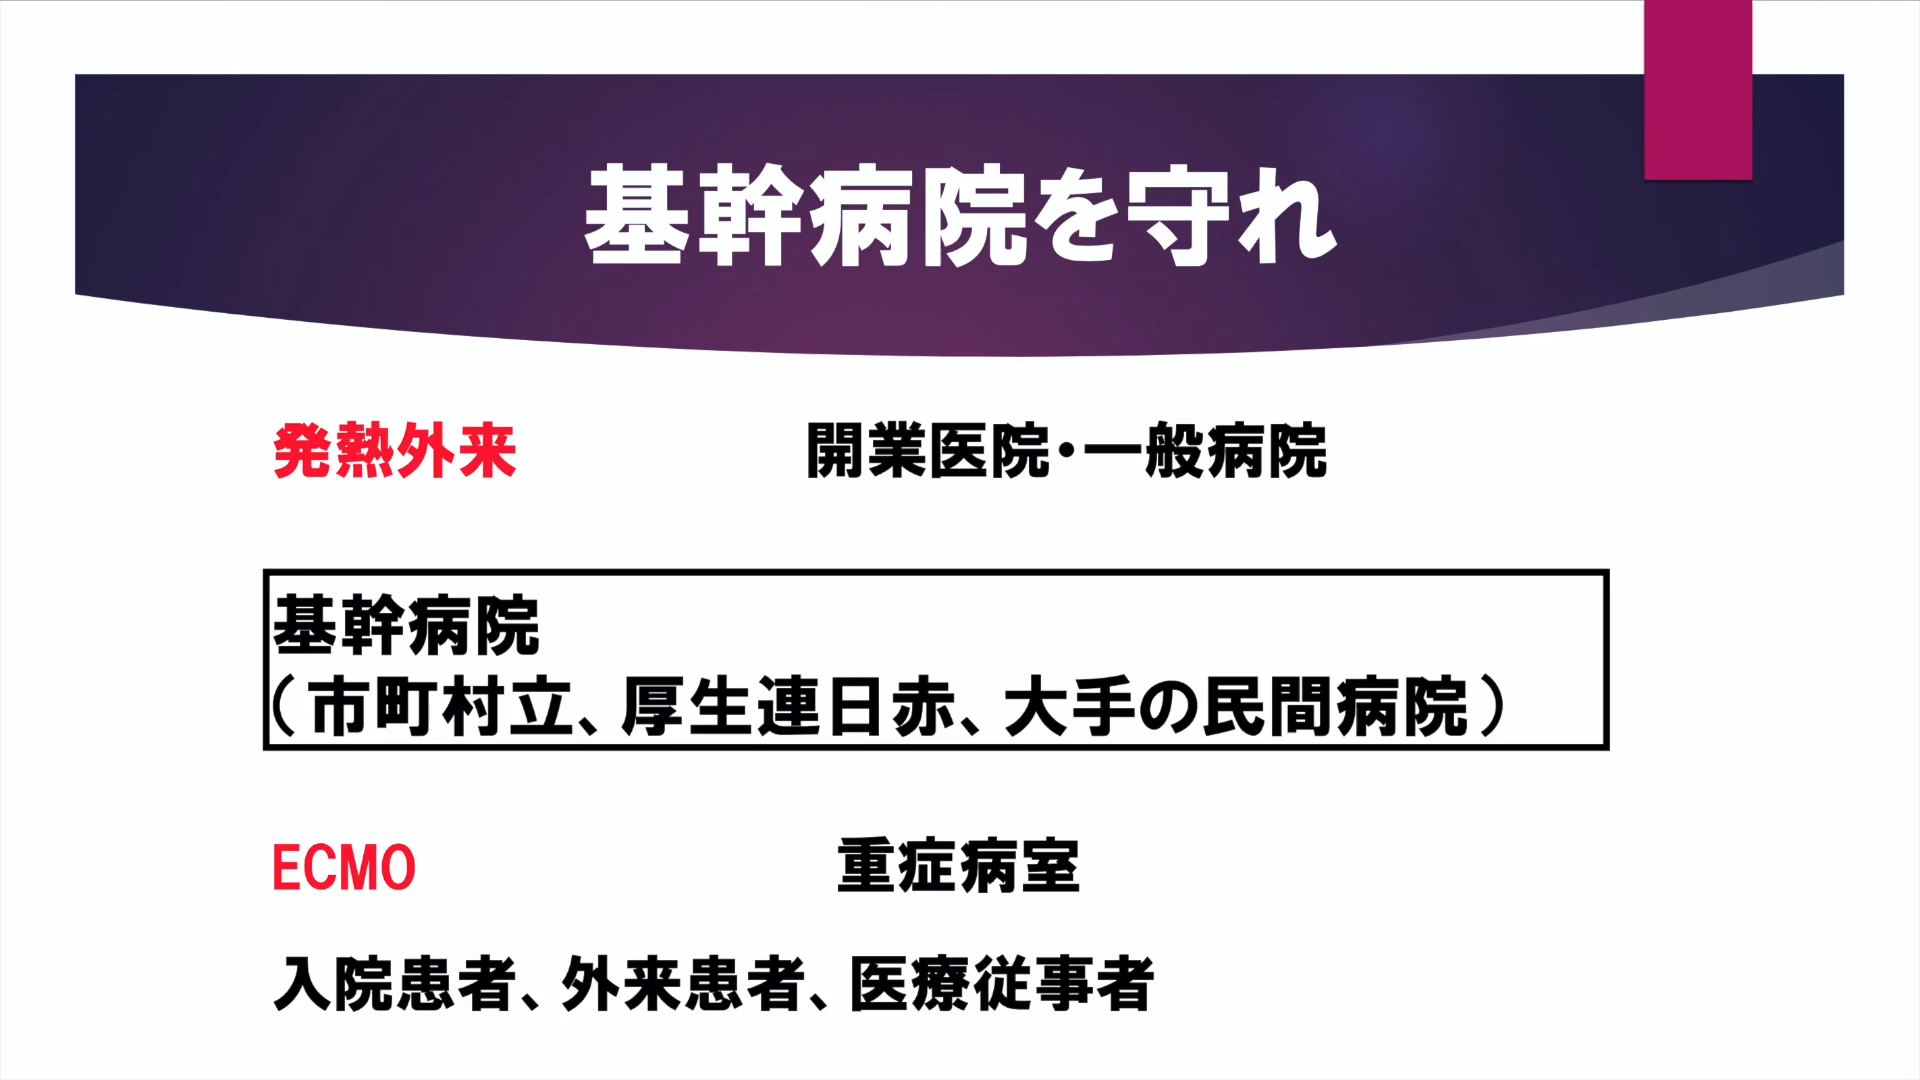 基幹病院を守れ
発熱外来 開業医院・一般病院
基幹病院
（市町村立、厚生連日赤、大手の民間病院）
ECMO 重症病室
入院患者、外来患者、医療従事者